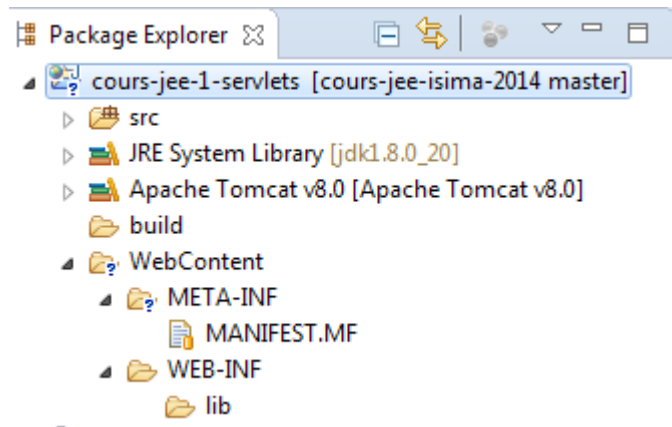 Package Explorer
cours-jee-1-servlets [cours-jee-isima-2014 master]
src
JRE System Library [jdk1.8.0_20]
Apache Tomcat v8.0 [Apache Tomcat v8.0]
build
WebContent
META-INF
MANIFEST.MF
WEB-INF
lib